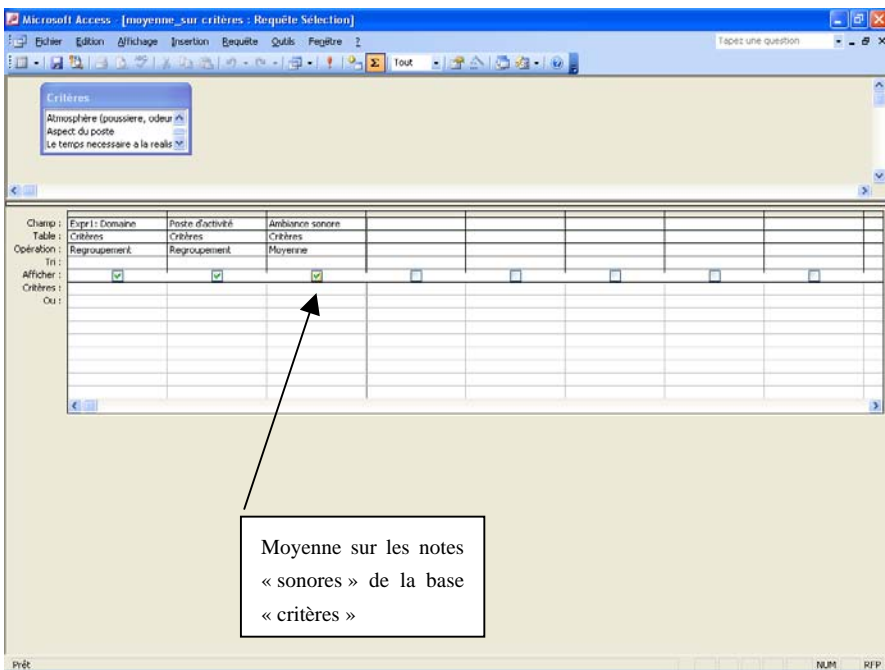 Microsoft Access - [moyenne_sur critères : Requête Sélection]
Fichier Edition Affichage Insertion Requête Outils Fenêtre ? Tapez une question
Tout
Critères
Atmosphère (poussiere, odeur
Aspect du poste
Le temps necessaire a la realis
Champ : Expr1: Domaine Poste d'activité Ambiance sonore
Table : Critères Critères Critères
Opération : Regroupement Regroupement Moyenne
Tri :
Afficher :
Critères :
Ou :
Moyenne sur les notes
« sonores » de la base
« critères »
Prêt NUM RFP